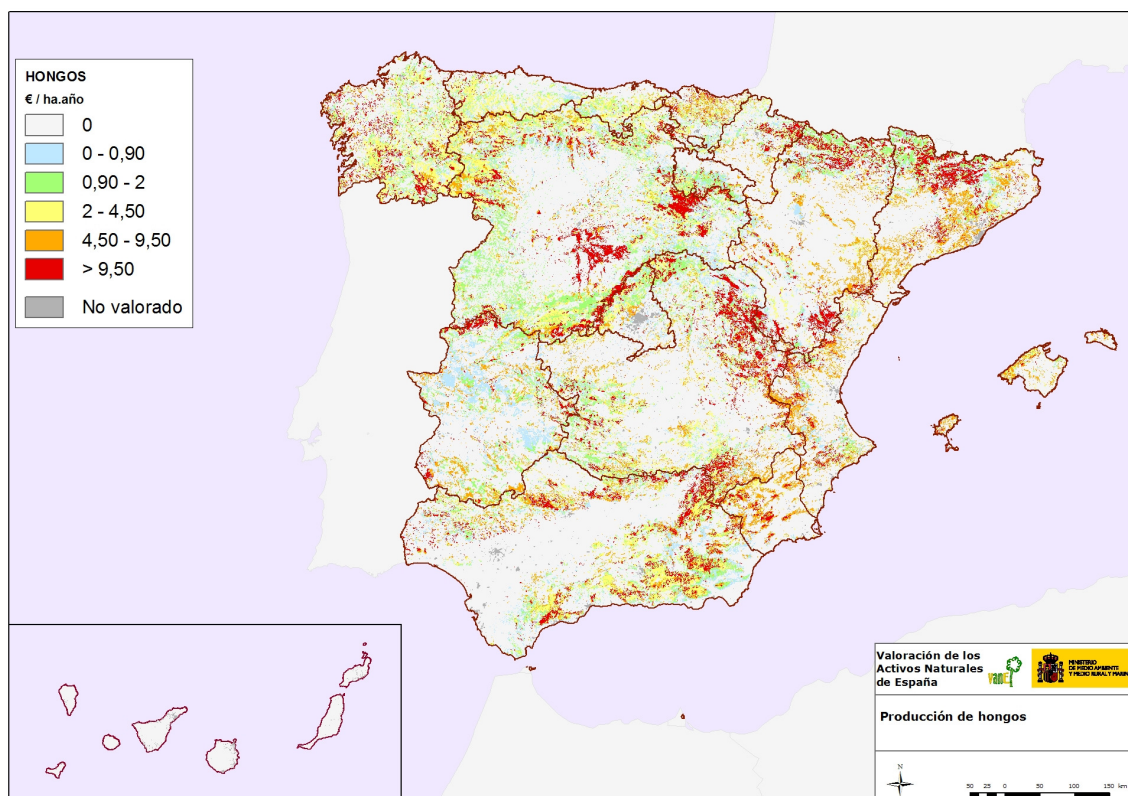 HONGOS
€ / ha.año
0
0 - 0,90
0,90 - 2
2 - 4,50
4,50 - 9,50
> 9,50
No valorado
Valoración de los
Activos Naturales
de España
vane
MINISTERIO
DE MEDIO AMBIENTE
Y MEDIO RURAL Y MARINO
Producción de hongos
N
50 25 0 50 100 150 km